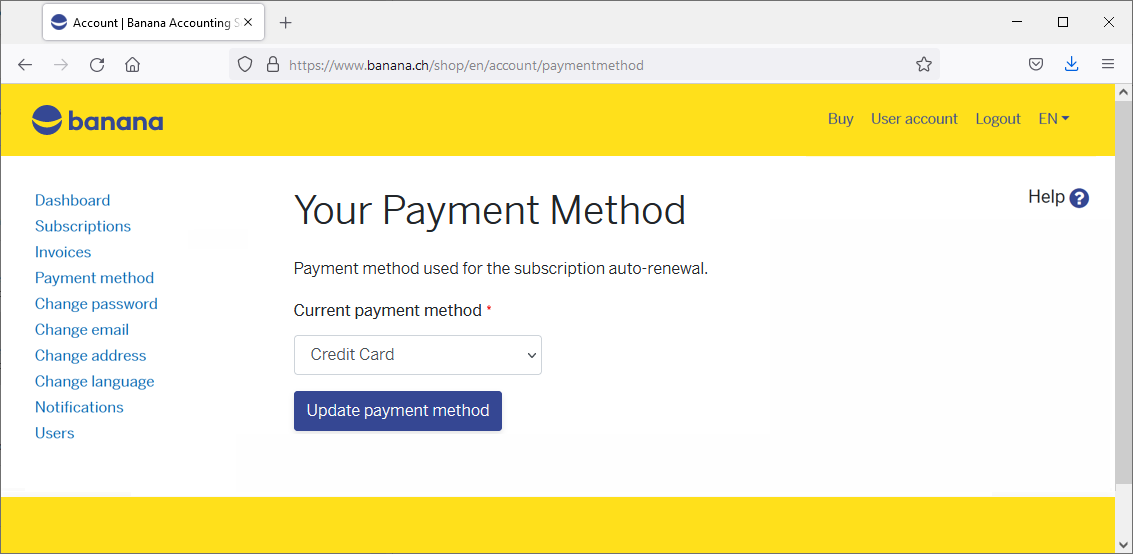 Account | Banana Accounting S
https://www.banana.ch/shop/en/account/paymentmethod
banana
Buy User account Logout EN
Dashboard
Subscriptions
Invoices
Payment method
Change password
Change email
Change address
Change language
Notifications
Users
Your Payment Method
Help ?
Payment method used for the subscription auto-renewal.
Current payment method *
Credit Card
Update payment method